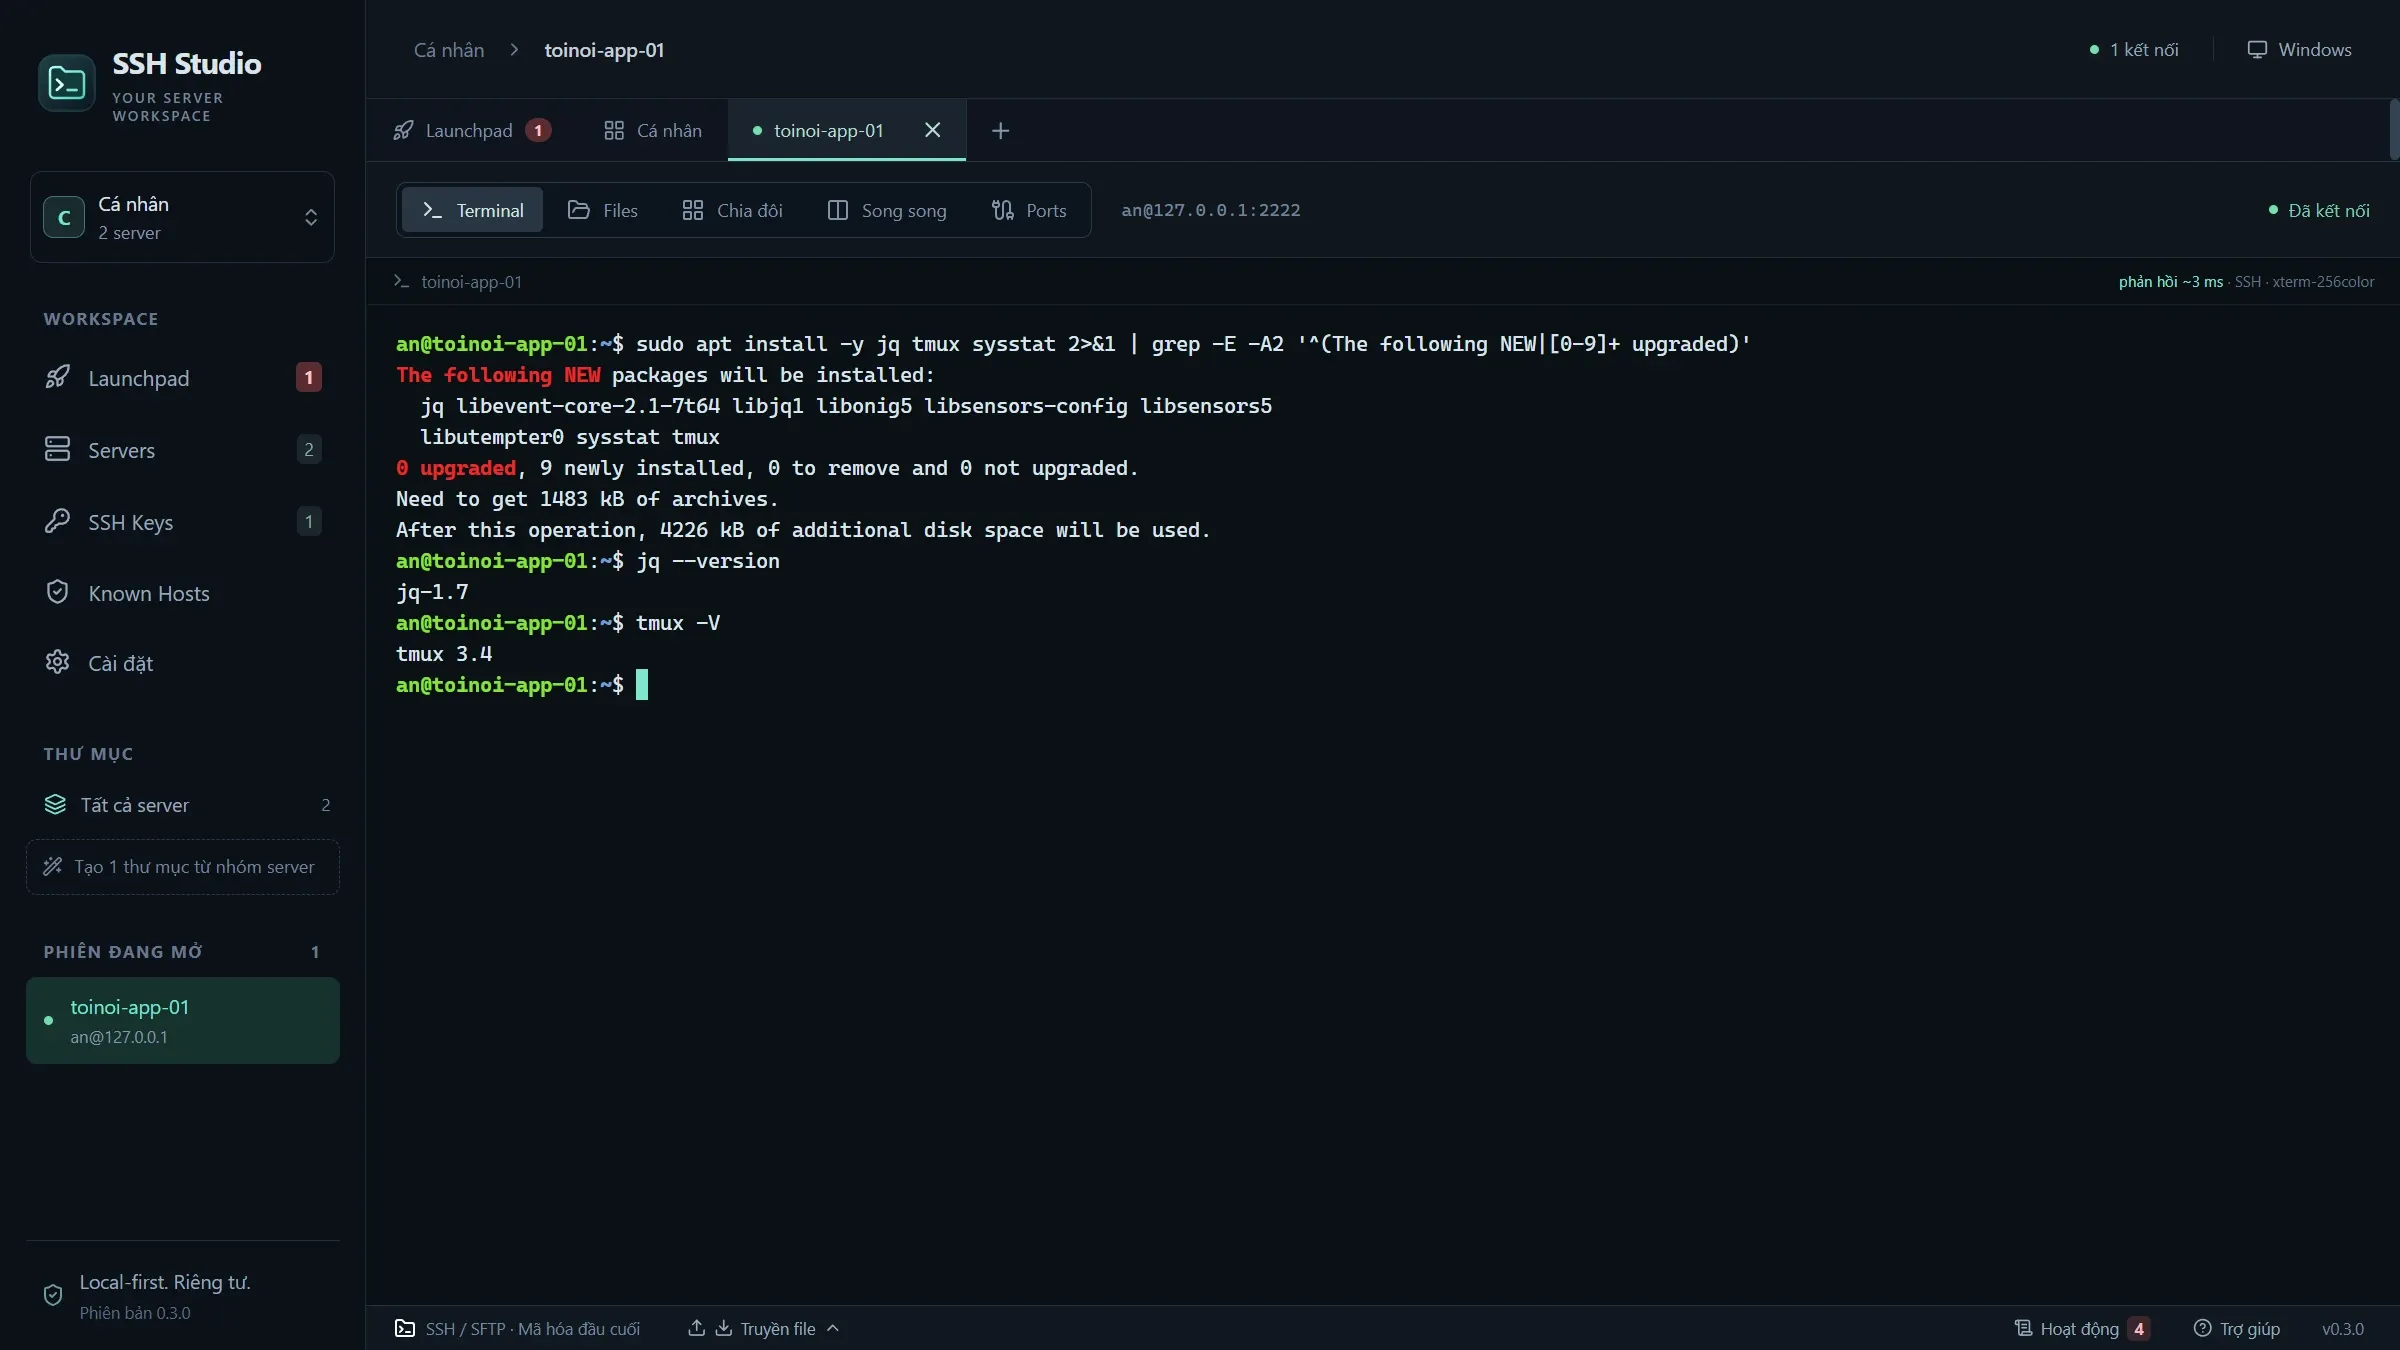 SSH Studio
YOUR SERVER
WORKSPACE
C
Cá nhân
2 server
WORKSPACE
Launchpad 1
Servers 2
SSH Keys 1
Known Hosts
Cài đặt
THƯ MỤC
Tất cả server 2
Tạo 1 thư mục từ nhóm server
PHIÊN ĐANG MỞ 1
toinoi-app-01
an@127.0.0.1
Local-first. Riêng tư.
Phiên bản 0.3.0
Cá nhân > toinoi-app-01
1 kết nối
Windows
Launchpad 1
Cá nhân
toinoi-app-01
Terminal
Files
Chia đôi
Song song
Ports
an@127.0.0.1:2222
Đã kết nối
toinoi-app-01
phản hồi ~3 ms · SSH · xterm-256color
an@toinoi-app-01:~$ sudo apt install -y jq tmux sysstat 2>&1 | grep -E -A2 '^(The following NEW|[0-9]+ upgraded)'
The following NEW packages will be installed:
  jq libevent-core-2.1-7t64 libjq1 libonig5 libsensors-config libsensors5
  libutempter0 sysstat tmux
0 upgraded, 9 newly installed, 0 to remove and 0 not upgraded.
Need to get 1483 kB of archives.
After this operation, 4226 kB of additional disk space will be used.
an@toinoi-app-01:~$ jq --version
jq-1.7
an@toinoi-app-01:~$ tmux -V
tmux 3.4
an@toinoi-app-01:~$
SSH / SFTP · Mã hóa đầu cuối
Truyền file
Hoạt động 4
Trợ giúp
v0.3.0